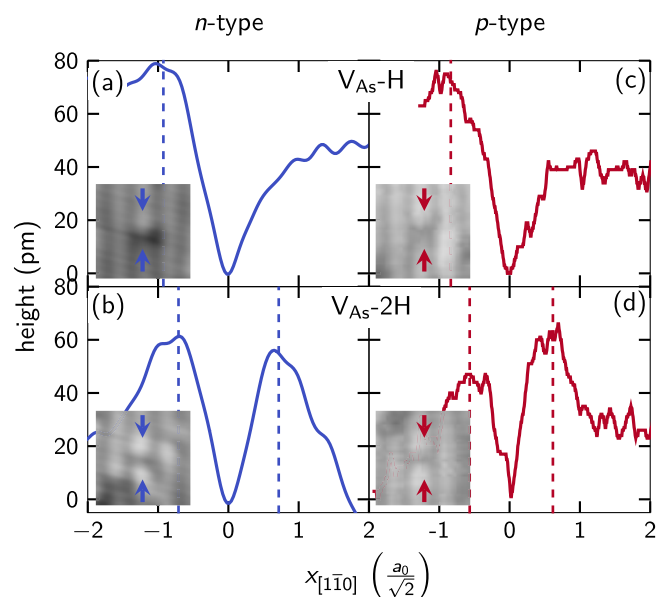 n-type p-type
(a) V_As-H (c)
80
60
40
20
0
(b) V_As-2H (d)
80
60
40
20
0
height (pm)
−2 −1 0 1 2 -1 0 1 2
x_[11̅0] (a_0/√2)